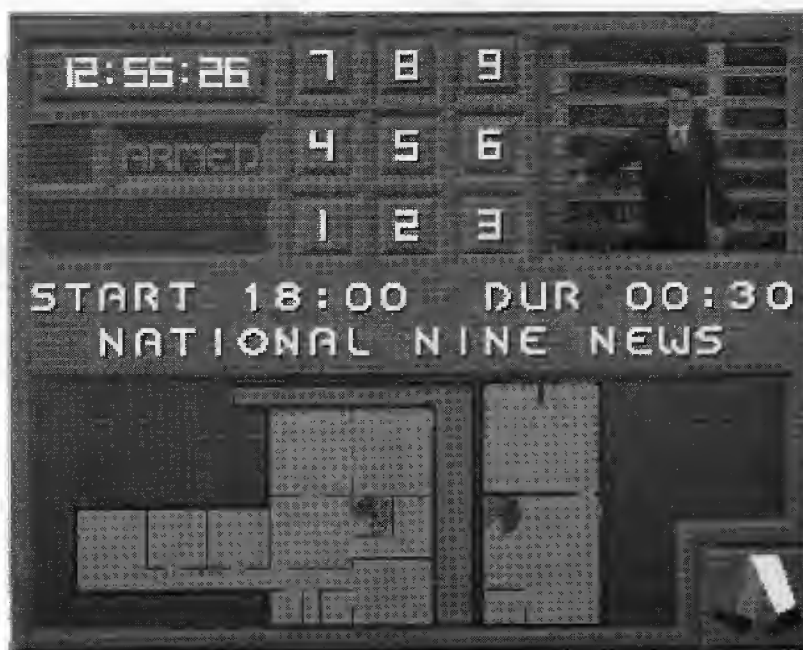 12:55:26
7 8 9
ARMED
4 5 6
1 2 3
START 18:00 DUR 00:30
NATIONAL NINE NEWS